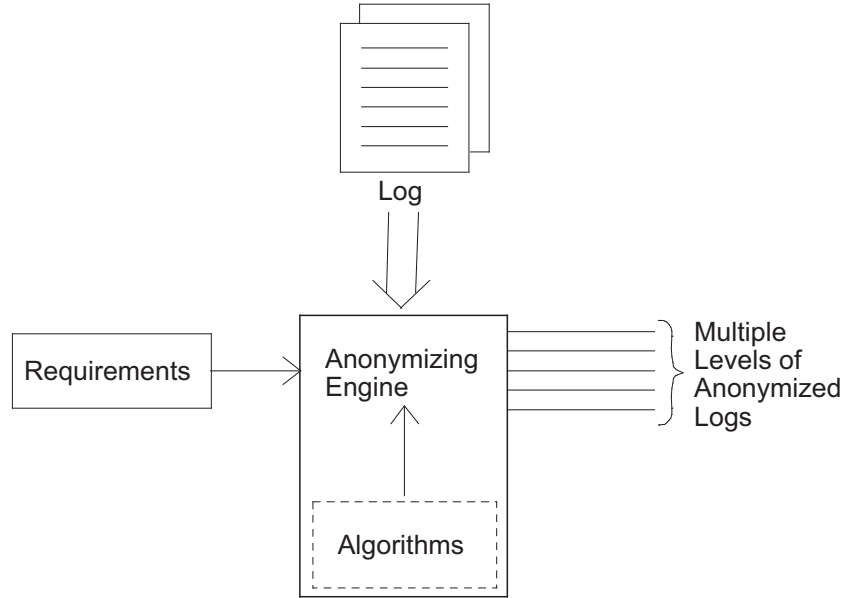 Log
Requirements
Anonymizing
Engine
Algorithms
Multiple
Levels of
Anonymized
Logs